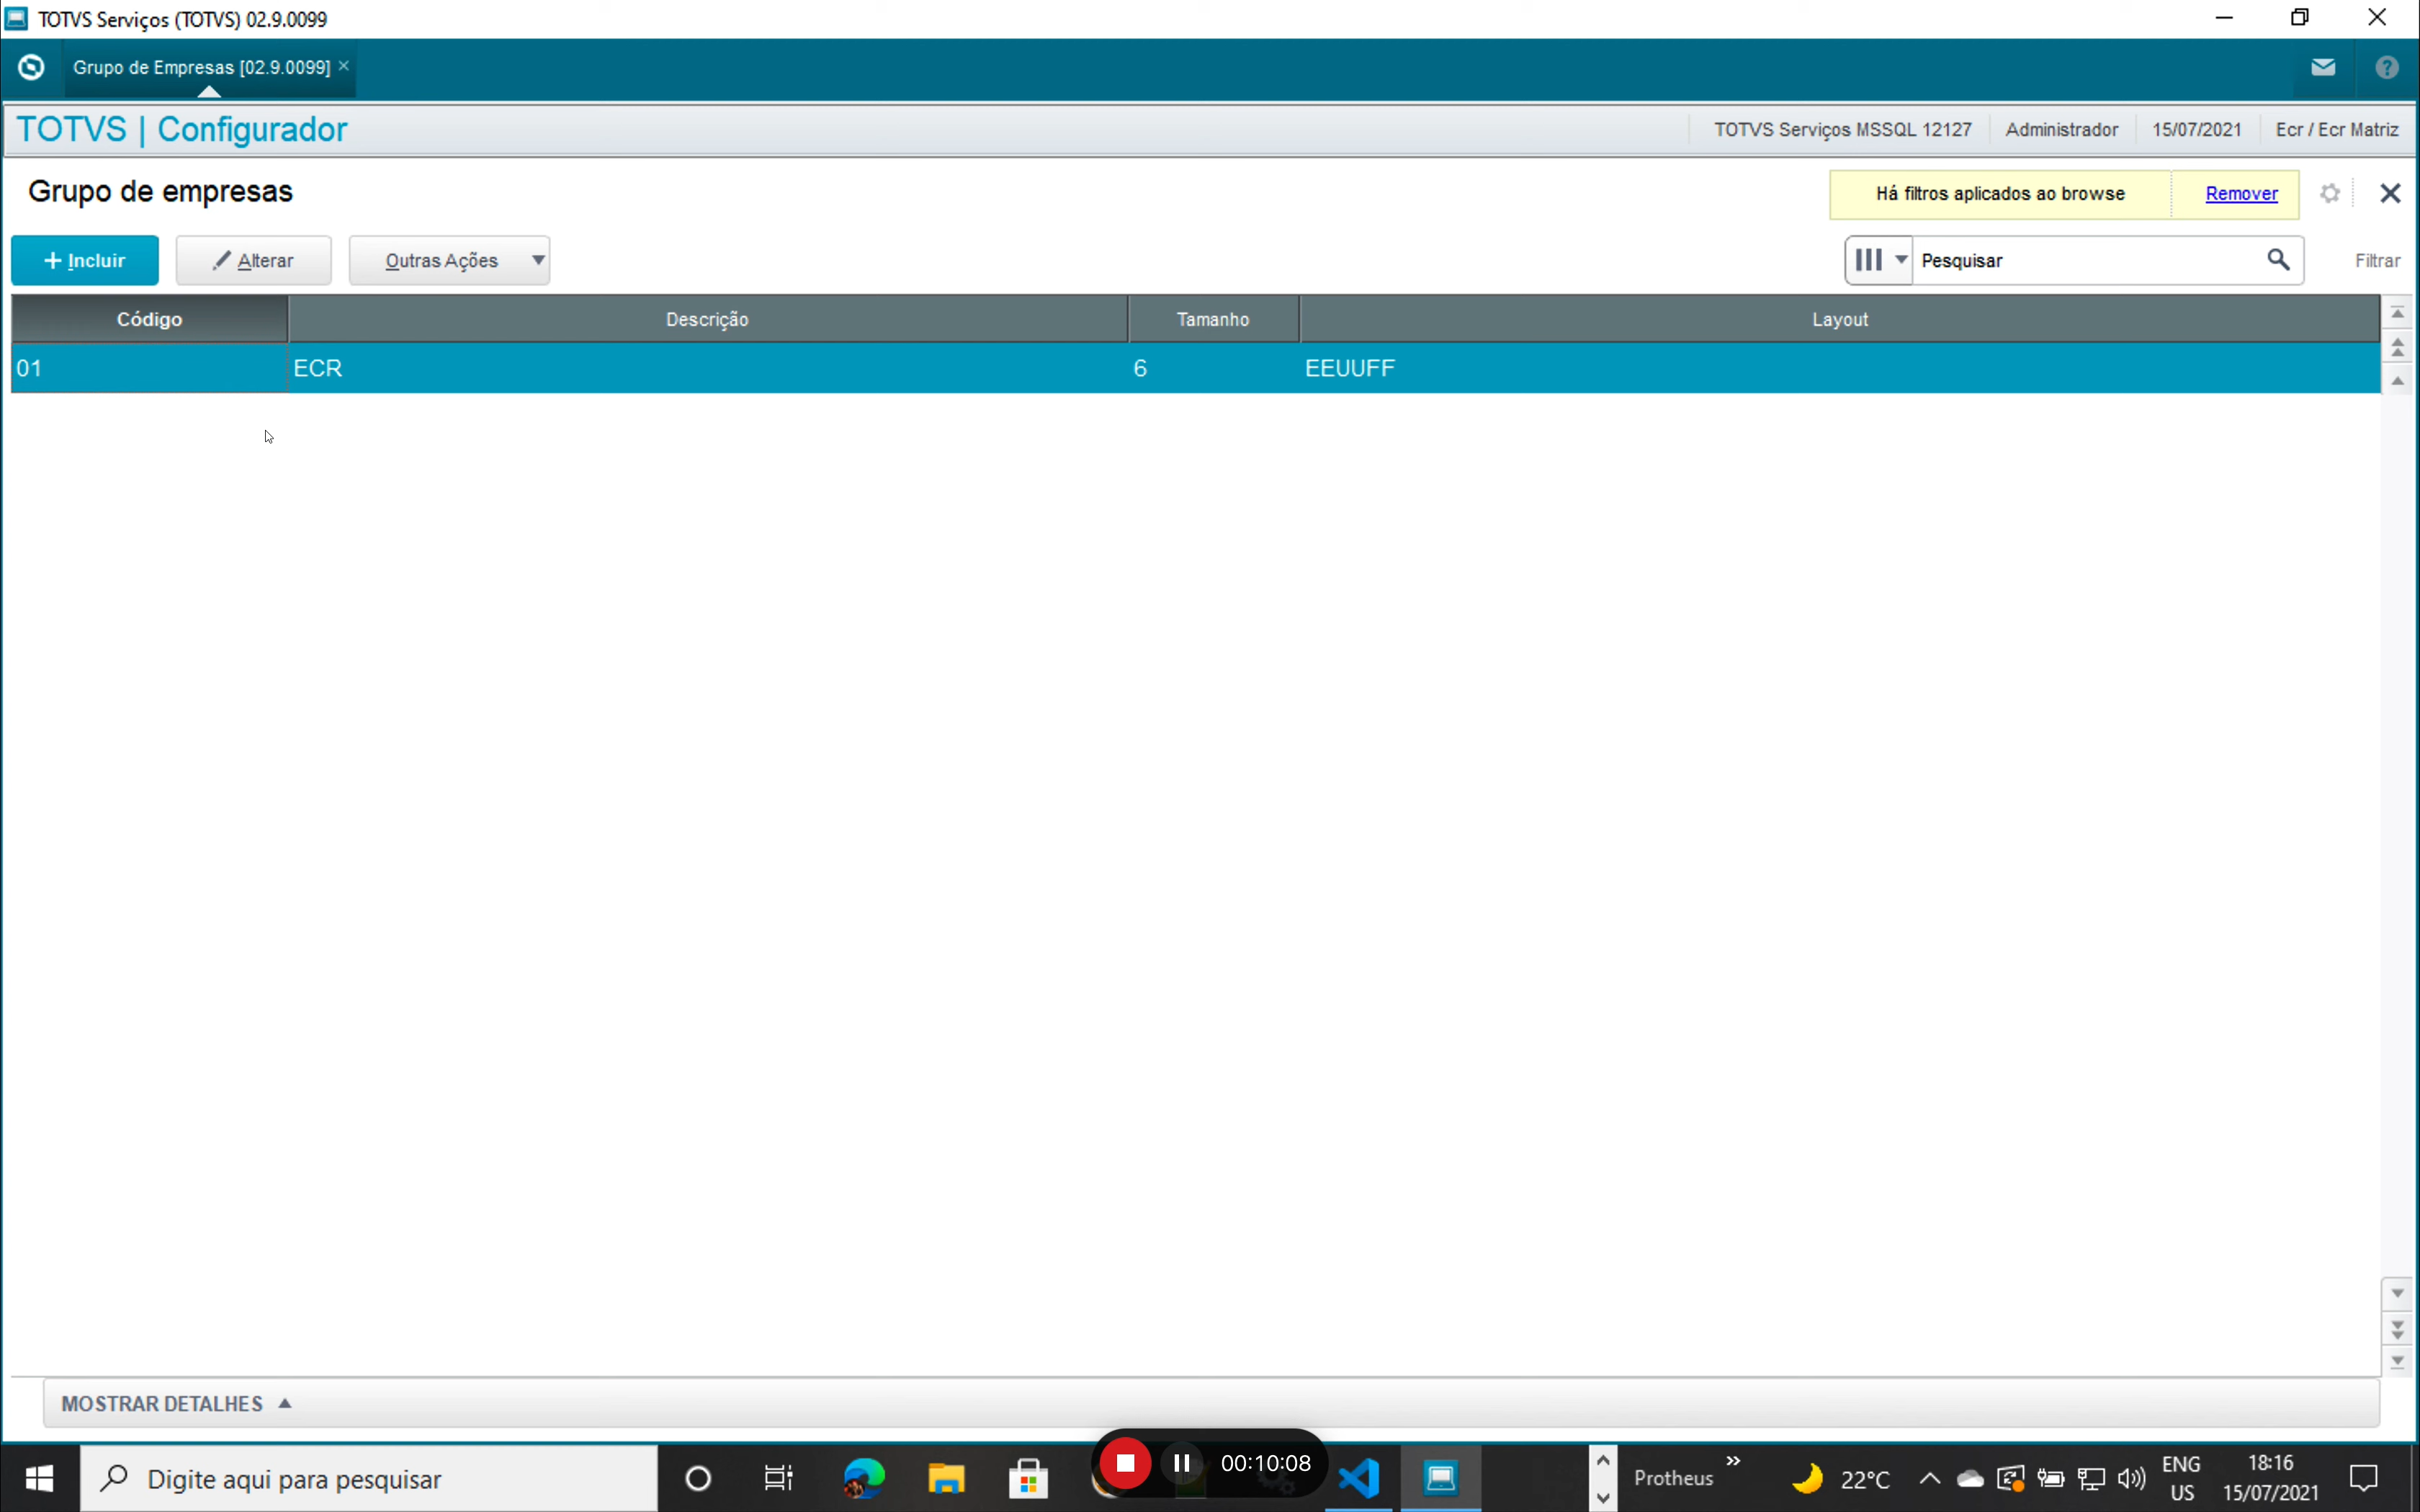 TOTVS Serviços (TOTVS) 02.9.0099
Grupo de Empresas [02.9.0099]
TOTVS | Configurador
TOTVS Serviços MSSQL 12127
Administrador
15/07/2021
Ecr / Ecr Matriz
Grupo de empresas
Há filtros aplicados ao browse
Remover
Incluir
Alterar
Outras Ações
Pesquisar
Filtrar
Código Descrição Tamanho Layout
01 ECR 6 EEUUFF
MOSTRAR DETALHES
Digite aqui para pesquisar
00:10:08
Protheus
22°C
ENG
US
18:16
15/07/2021